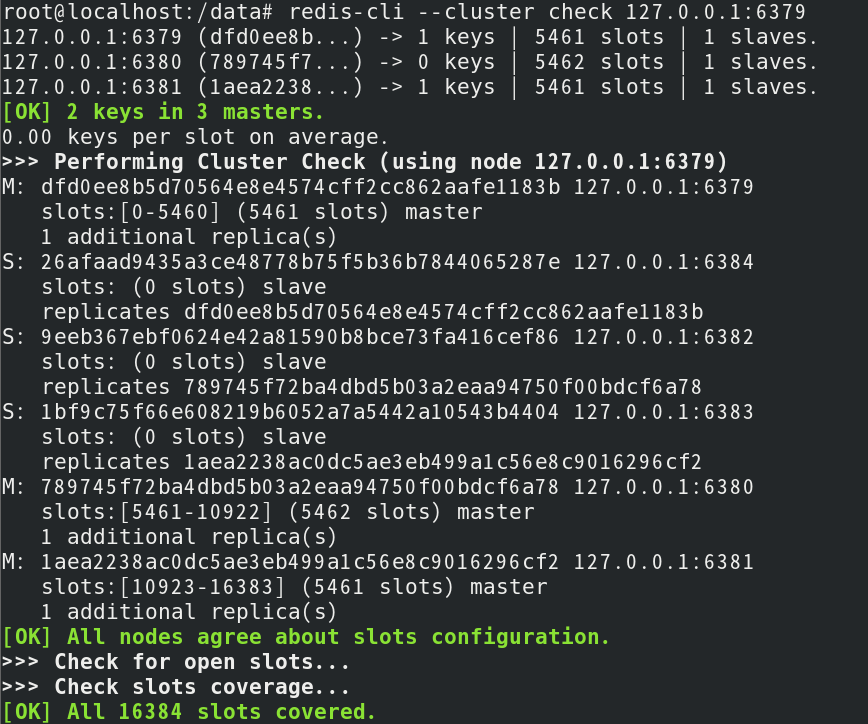 root@localhost:/data# redis-cli --cluster check 127.0.0.1:6379
127.0.0.1:6379 (dfd0ee8b...) -> 1 keys | 5461 slots | 1 slaves.
127.0.0.1:6380 (789745f7...) -> 0 keys | 5462 slots | 1 slaves.
127.0.0.1:6381 (1aea2238...) -> 1 keys | 5461 slots | 1 slaves.
[OK] 2 keys in 3 masters.
0.00 keys per slot on average.
>>> Performing Cluster Check (using node 127.0.0.1:6379)
M: dfd0ee8b5d70564e8e4574cff2cc862aafe1183b 127.0.0.1:6379
   slots:[0-5460] (5461 slots) master
   1 additional replica(s)
S: 26afaad9435a3ce48778b75f5b36b7844065287e 127.0.0.1:6384
   slots: (0 slots) slave
   replicates dfd0ee8b5d70564e8e4574cff2cc862aafe1183b
S: 9eeb367ebf0624e42a81590b8bce73fa416cef86 127.0.0.1:6382
   slots: (0 slots) slave
   replicates 789745f72ba4dbd5b03a2eaa94750f00bdcf6a78
S: 1bf9c75f66e608219b6052a7a5442a10543b4404 127.0.0.1:6383
   slots: (0 slots) slave
   replicates 1aea2238ac0dc5ae3eb499a1c56e8c9016296cf2
M: 789745f72ba4dbd5b03a2eaa94750f00bdcf6a78 127.0.0.1:6380
   slots:[5461-10922] (5462 slots) master
   1 additional replica(s)
M: 1aea2238ac0dc5ae3eb499a1c56e8c9016296cf2 127.0.0.1:6381
   slots:[10923-16383] (5461 slots) master
   1 additional replica(s)
[OK] All nodes agree about slots configuration.
>>> Check for open slots...
>>> Check slots coverage...
[OK] All 16384 slots covered.